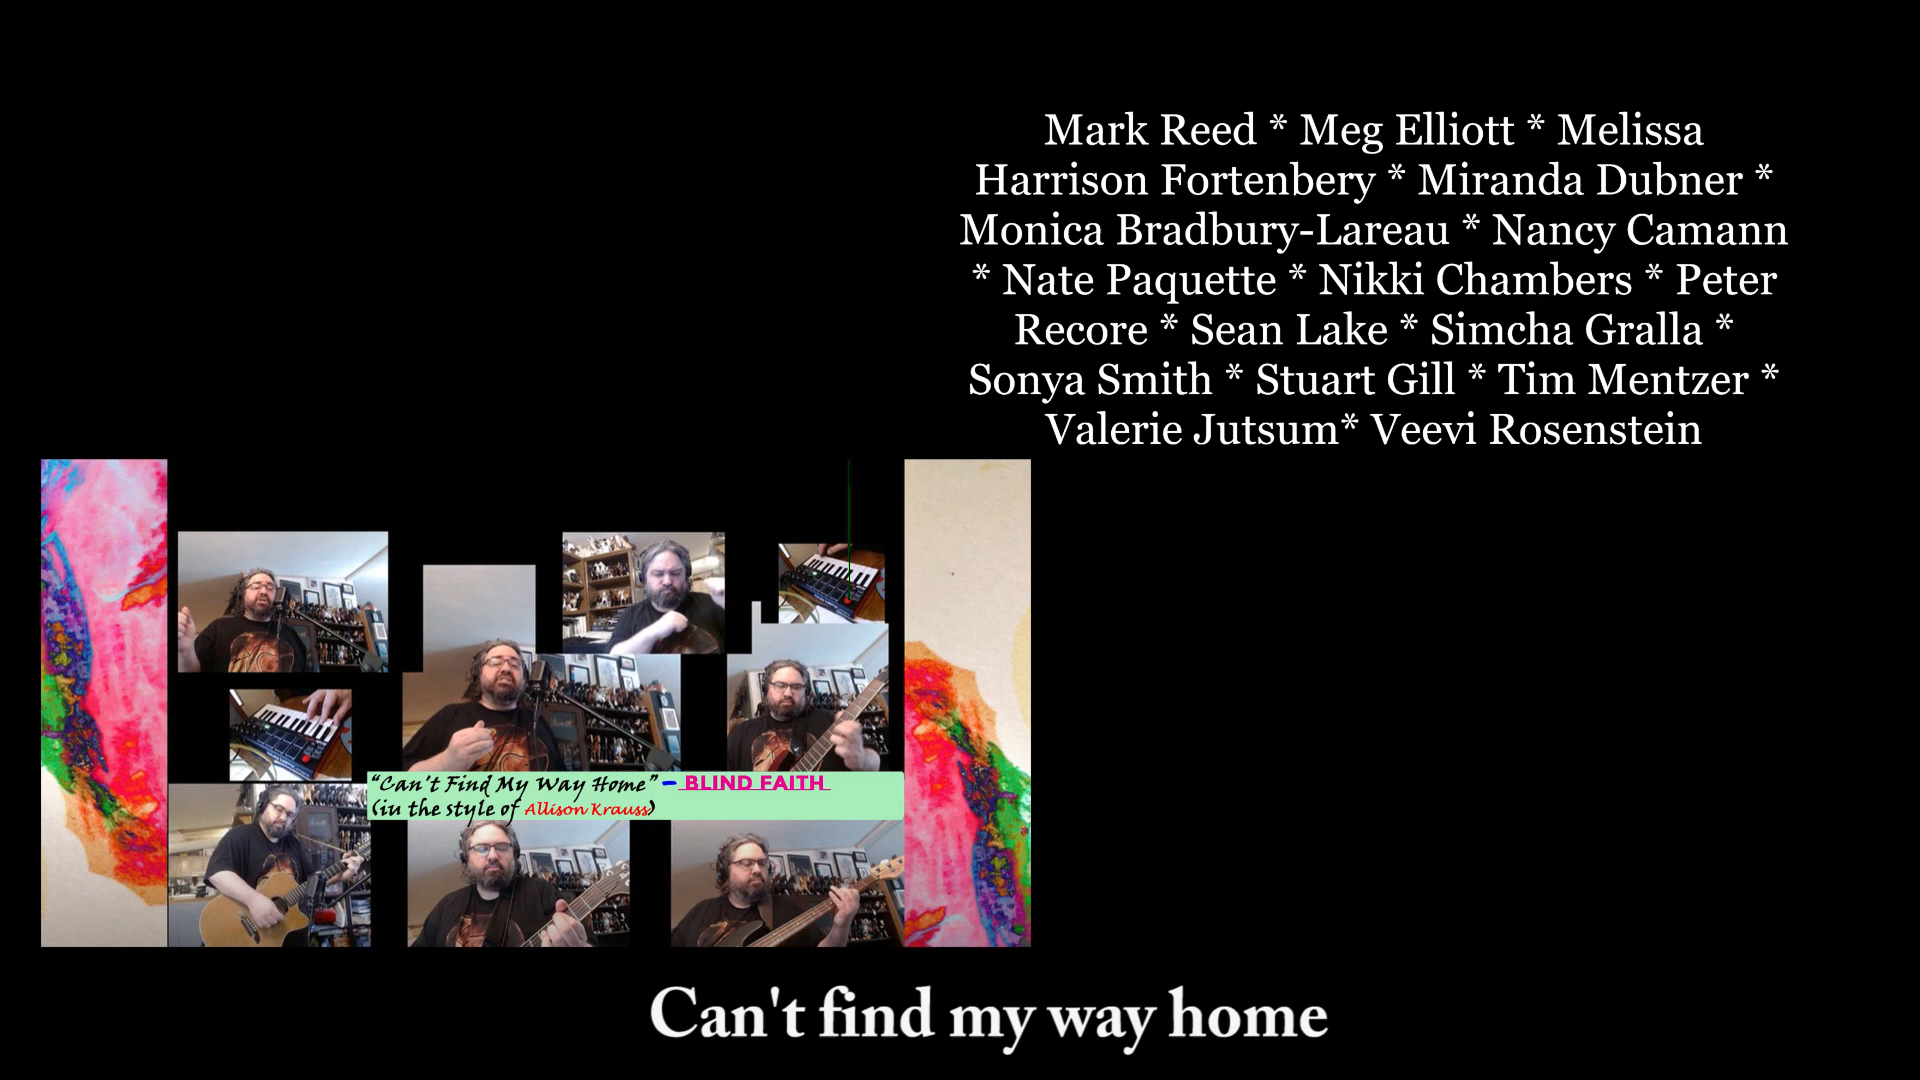 Mark Reed * Meg Elliott * Melissa
Harrison Fortenbery * Miranda Dubner *
Monica Bradbury-Lareau * Nancy Camann
* Nate Paquette * Nikki Chambers * Peter
Recore * Sean Lake * Simcha Gralla *
Sonya Smith * Stuart Gill * Tim Mentzer *
Valerie Jutsum* Veevi Rosenstein
“Can't Find My Way Home” – BLIND FAITH
(in the style of Allison Krauss)
Can't find my way home